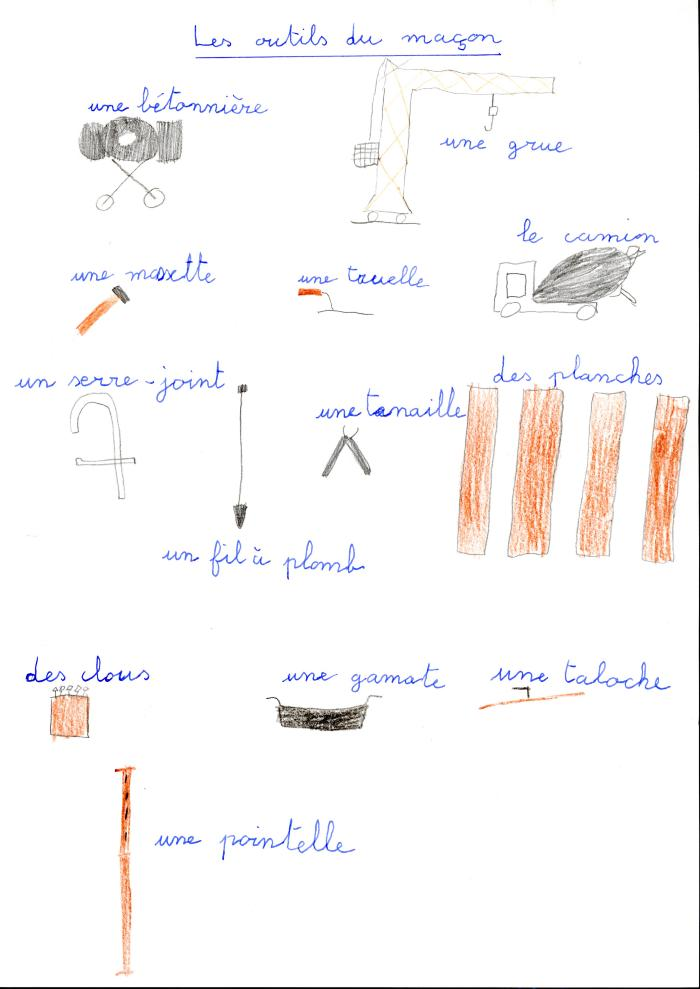 Les outils du maçon
une bétonnière
une grue
le camion
une massette
une truelle
un serre-joint
des planches
une tenaille
un fil à plomb
des clous
une gamate
une taloche
une pointelle